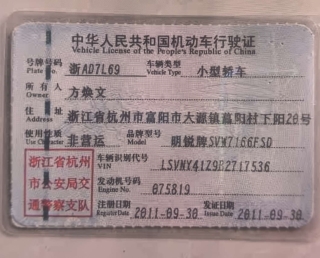 中华人民共和国机动车行驶证
Vehicle License of the People's Republic of China
号牌号码 Plate No. 浙AD7L69 车辆类型 Vehicle Type 小型轿车
所有人 Owner 方焕文
住址 Address 浙江省杭州市富阳市大源镇蒿阳村下阳20号
使用性质 Use Character 非营运 品牌型号 Model 明锐牌SVW7166FSD
车辆识别代号 VIN LSVNX41Z9B2717536
发动机号码 Engine No. 075819
注册日期 Register Date 2011-09-30 发证日期 Issue Date 2011-09-30
浙江省杭州
市公安局交
通警察支队